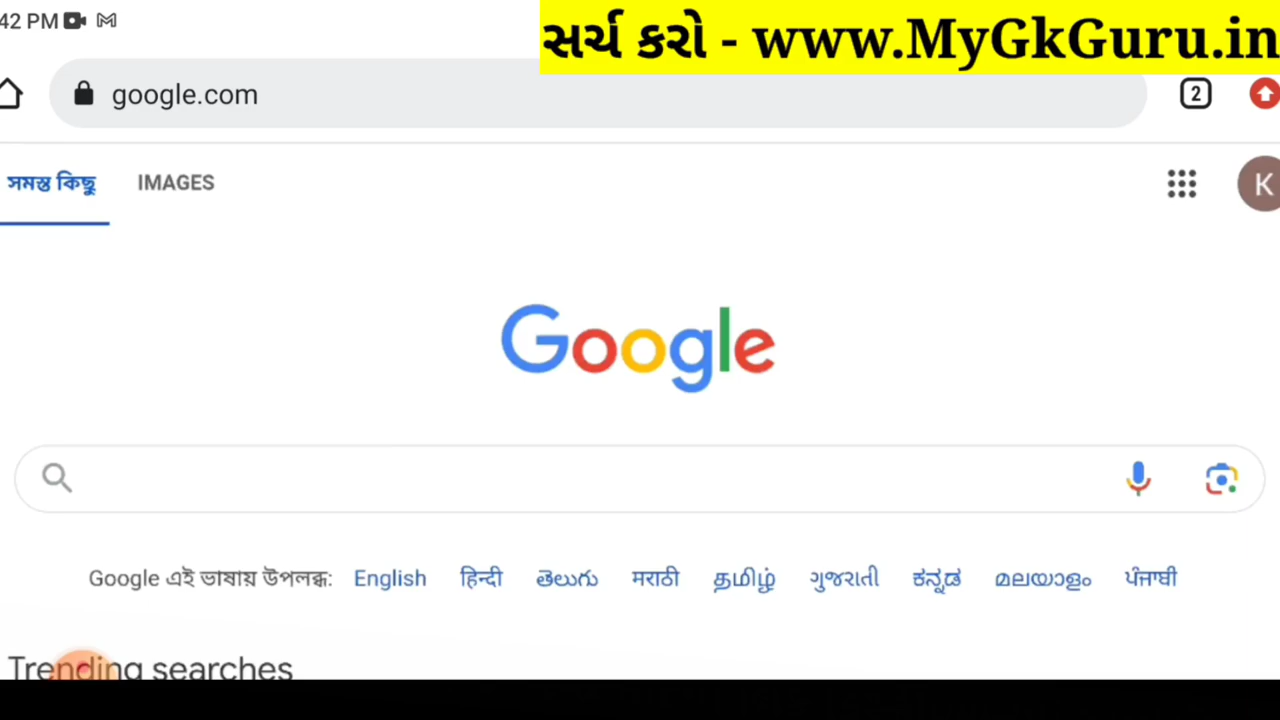 42 PM
સર્ચ કરો - www.MyGkGuru.in
google.com
2
সমস্ত কিছু IMAGES
K
Google
Google এই ভাষায় উপলব্ধ: English हिन्दी తెలుగు मराठी தமிழ் ગુજરાતી ಕನ್ನಡ മലയാളം ਪੰਜਾਬੀ
Trending searches